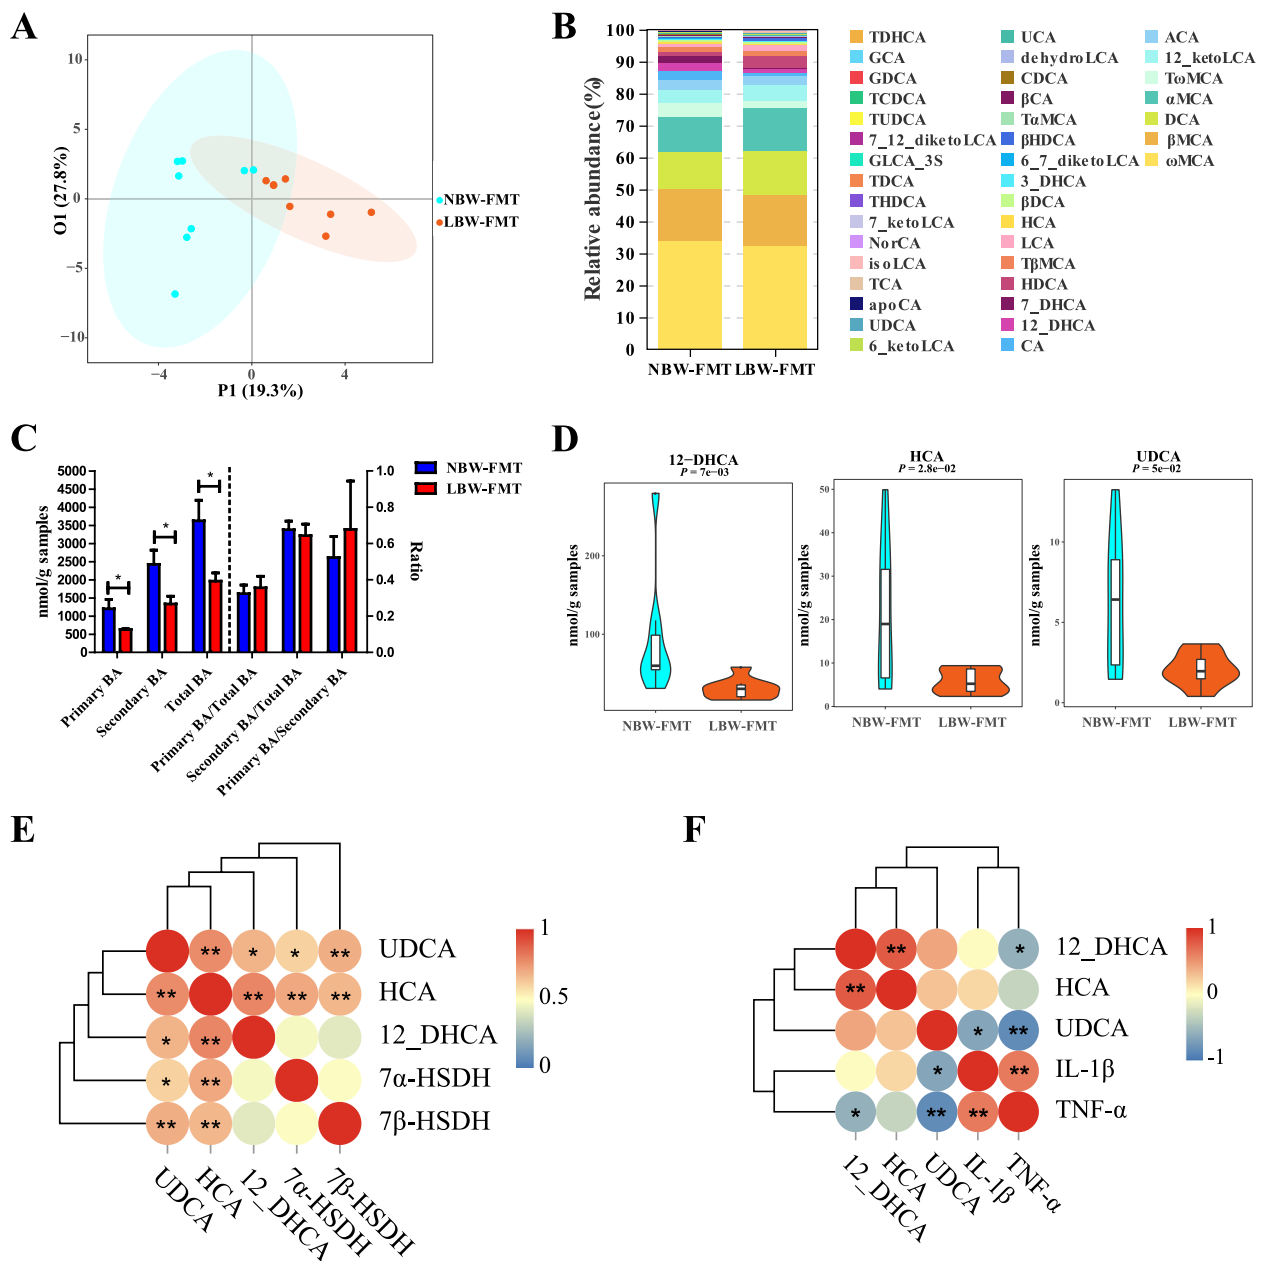 A
O1 (27.8%)
10
5
0
−5
−10
−4
0
4
P1 (19.3%)
NBW-FMT
LBW-FMT
B
Relative abundance(%)
100
90
80
70
60
50
40
30
20
10
0
NBW-FMT LBW-FMT
TDHCA
GCA
GDCA
TCDCA
TUDCA
7_12_diketoLCA
GLCA_3S
TDCA
THDCA
7_ketoLCA
NorCA
isoLCA
TCA
apoCA
UDCA
6_ketoLCA
UCA
dehydroLCA
CDCA
βCA
TαMCA
βHDCA
6_7_diketoLCA
3_DHCA
βDCA
HCA
LCA
TβMCA
HDCA
7_DHCA
12_DHCA
CA
ACA
12_ketoLCA
TωMCA
αMCA
DCA
βMCA
ωMCA
C
nmol/g samples
5000
4500
4000
3500
3000
2500
2000
1500
1000
500
0
*
*
*
1.0
0.8
0.6
0.4
0.2
0.0
Ratio
NBW-FMT
LBW-FMT
Primary BA
Secondary BA
Total BA
Primary BA/Total BA
Secondary BA/Total BA
Primary BA/Secondary BA
D
12−DHCA
P = 7e−03
nmol/g samples
200
100
NBW−FMT LBW−FMT
HCA
P = 2.8e−02
nmol/g samples
50
40
30
20
10
0
NBW−FMT LBW−FMT
UDCA
P = 5e−02
nmol/g samples
10
5
0
NBW−FMT LBW−FMT
E
** * * ** UDCA
** ** ** ** HCA
* ** 12_DHCA
* ** 7α-HSDH
** ** 7β-HSDH
UDCA
HCA
12_DHCA
7α-HSDH
7β-HSDH
1
0.5
0
F
** * 12_DHCA
** HCA
* ** UDCA
* ** IL-1β
* ** ** TNF-α
12_DHCA
HCA
UDCA
IL-1β
TNF-α
1
0
-1